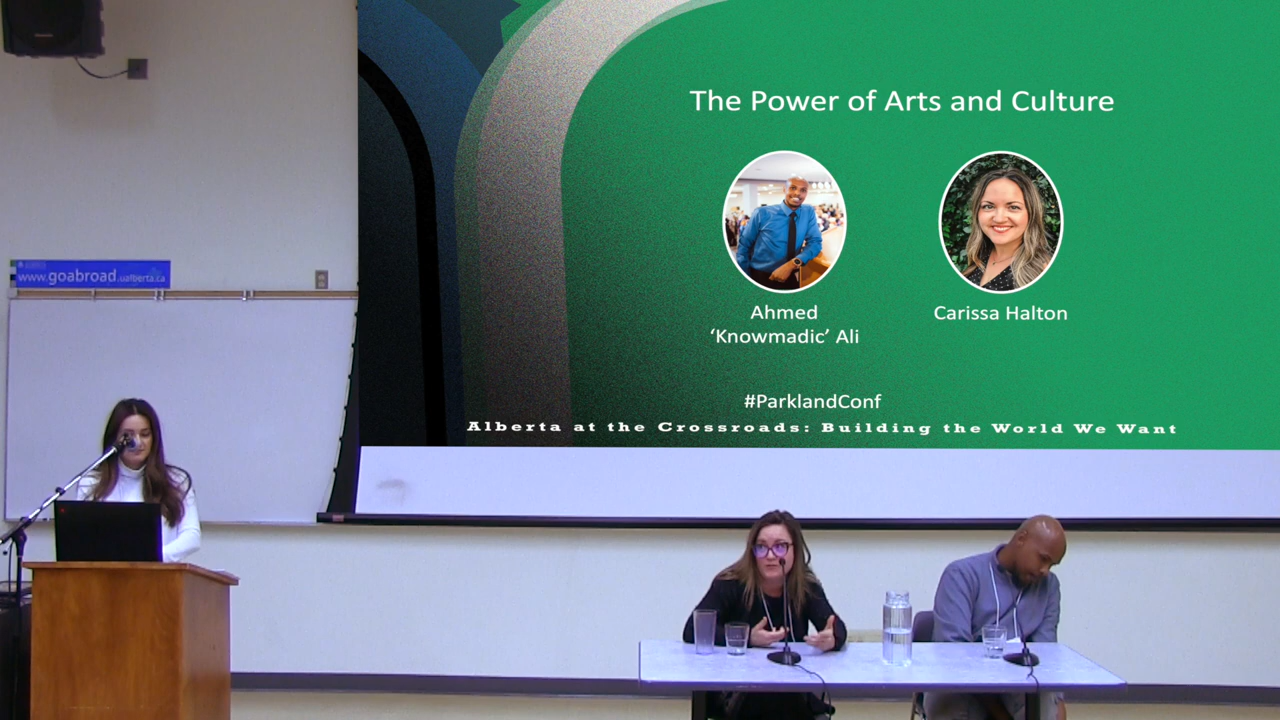 www.goabroad.ualberta.ca
The Power of Arts and Culture
Ahmed
‘Knowmadic’ Ali
Carissa Halton
#ParklandConf
Alberta at the Crossroads: Building the World We Want